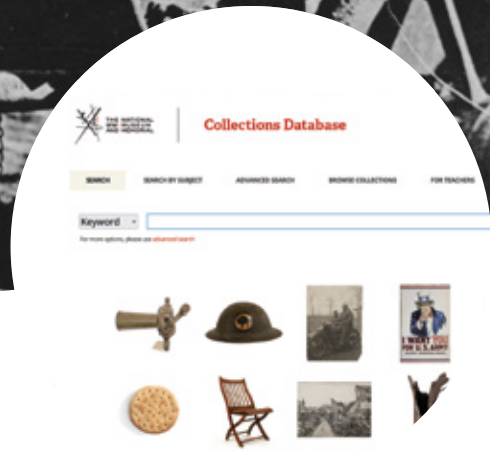 THE NATIONAL
WWI MUSEUM
AND MEMORIAL
Collections Database
SEARCH
SEARCH BY SUBJECT
ADVANCED SEARCH
BROWSE COLLECTIONS
FOR TEACHERS
Keyword
For more options, please use advanced search
I WANT YOU
FOR U.S. ARMY